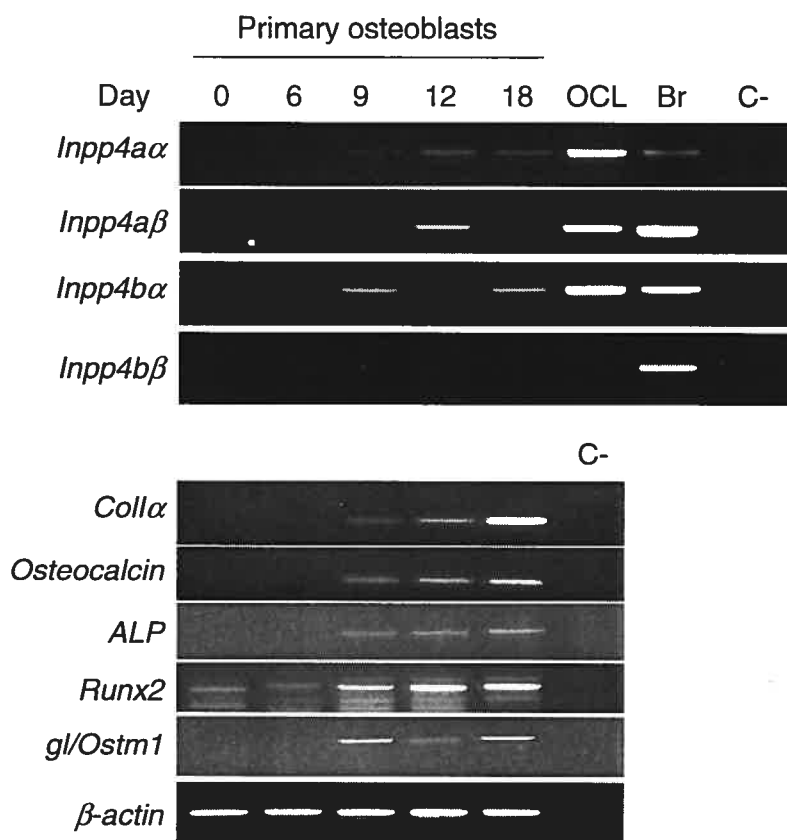 Primary osteoblasts
Day 0 6 9 12 18 OCL Br C-
Inpp4aα
Inpp4aβ
Inpp4bα
Inpp4bβ
C-
CollΙα
Osteocalcin
ALP
Runx2
gl/Ostm1
β-actin